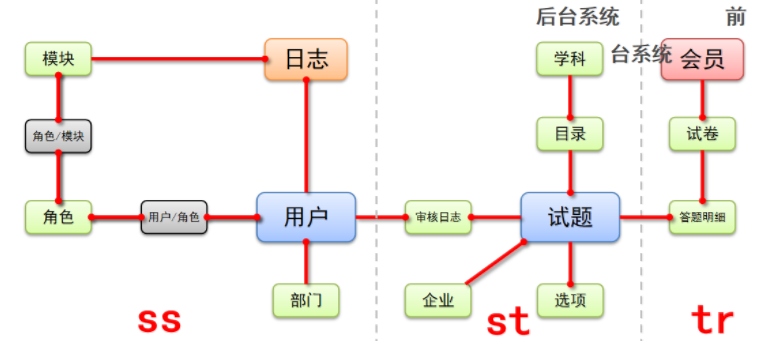 后台系统
前
台系统
模块
日志
学科
会员
角色/模块
目录
试卷
角色
用户/角色
用户
审核日志
试题
答题明细
部门
企业
选项
ss
st
tr